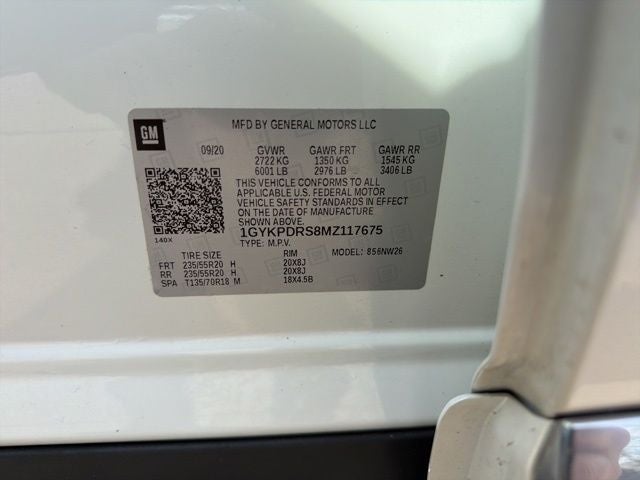 GM
MFD BY GENERAL MOTORS LLC
09/20 GVWR GAWR FRT GAWR RR
2722 KG 1350 KG 1545 KG
6001 LB 2976 LB 3406 LB
THIS VEHICLE CONFORMS TO ALL
APPLICABLE U.S. FEDERAL MOTOR
VEHICLE SAFETY STANDARDS IN EFFECT
ON THE DATE OF MANUFACTURE
SHOWN ABOVE.
1GYKPDRS8MZ117675
140X TYPE: M.P.V. MODEL: 856NW26
TIRE SIZE RIM
FRT 235/55R20 H 20X8J
RR 235/55R20 H 20X8J
SPA T135/70R18 M 18X4.5B